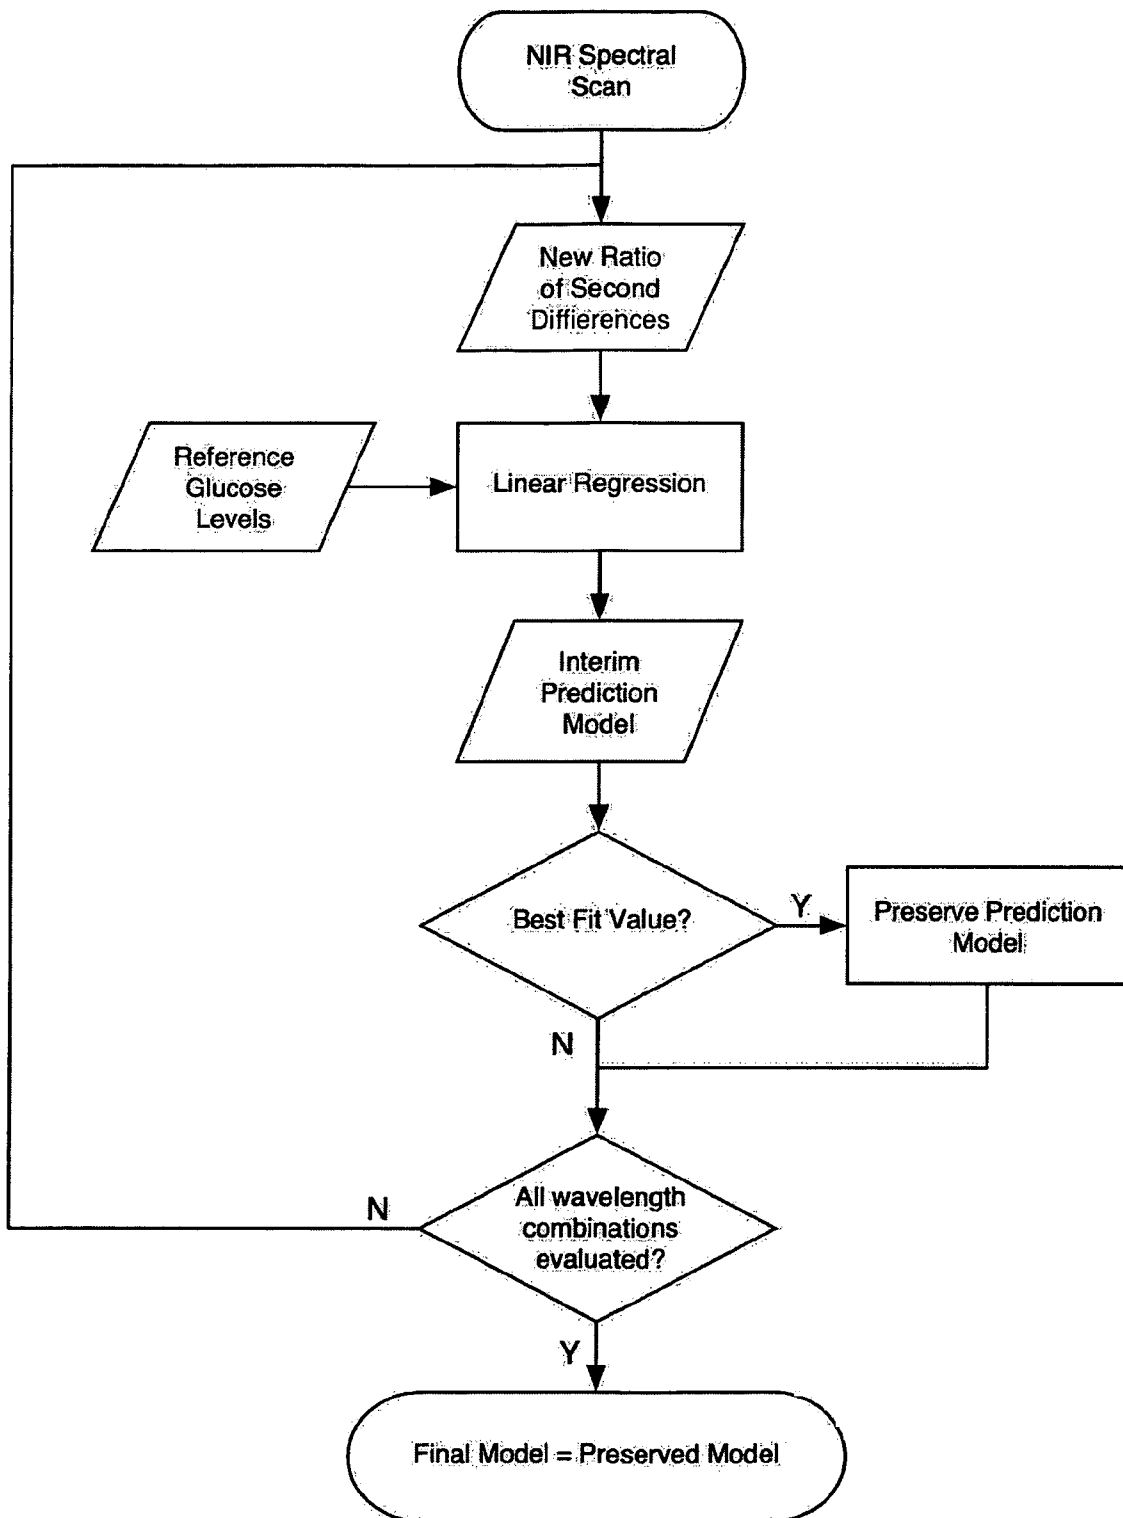 NIR Spectral
Scan
New Ratio
of Second
Diffierences
Reference
Glucose
Levels
Linear Regression
Interim
Prediction
Model
Best Fit Value?
Y
Preserve Prediction
Model
N
All wavelength
combinations
evaluated?
N
Y
Final Model = Preserved Model